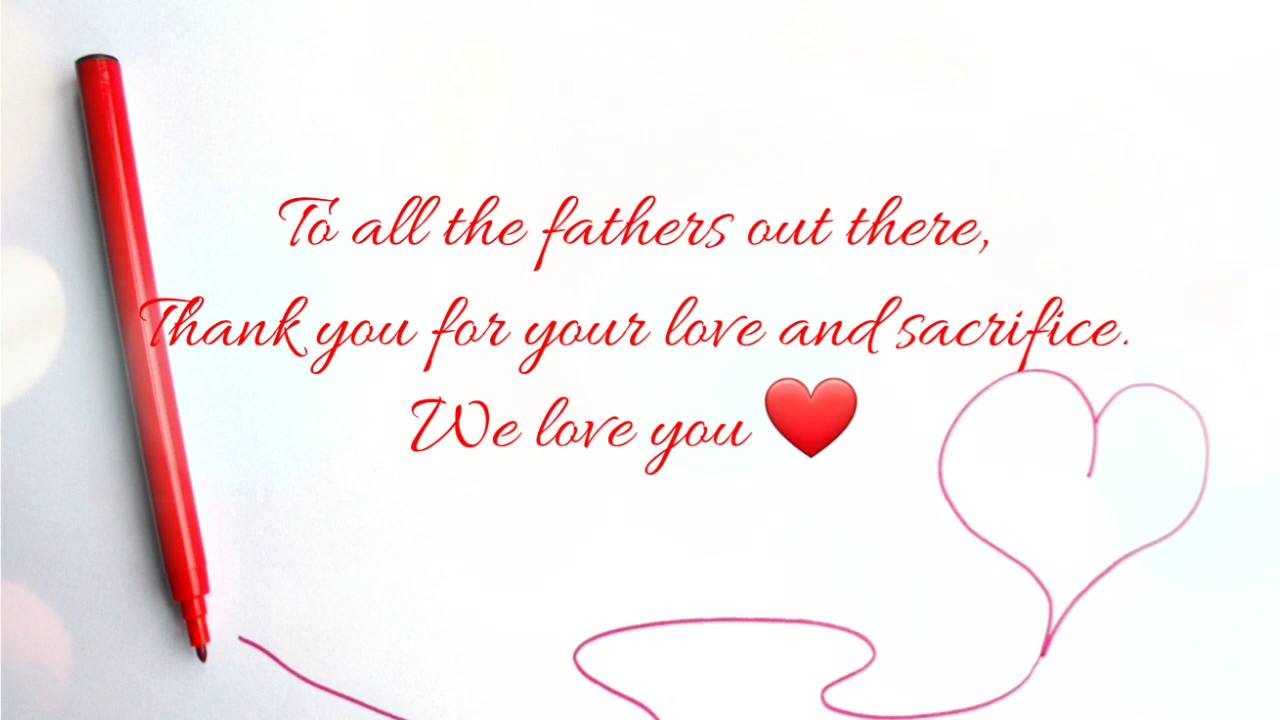 To all the fathers out there,
Thank you for your love and sacrifice.
We love you ❤️